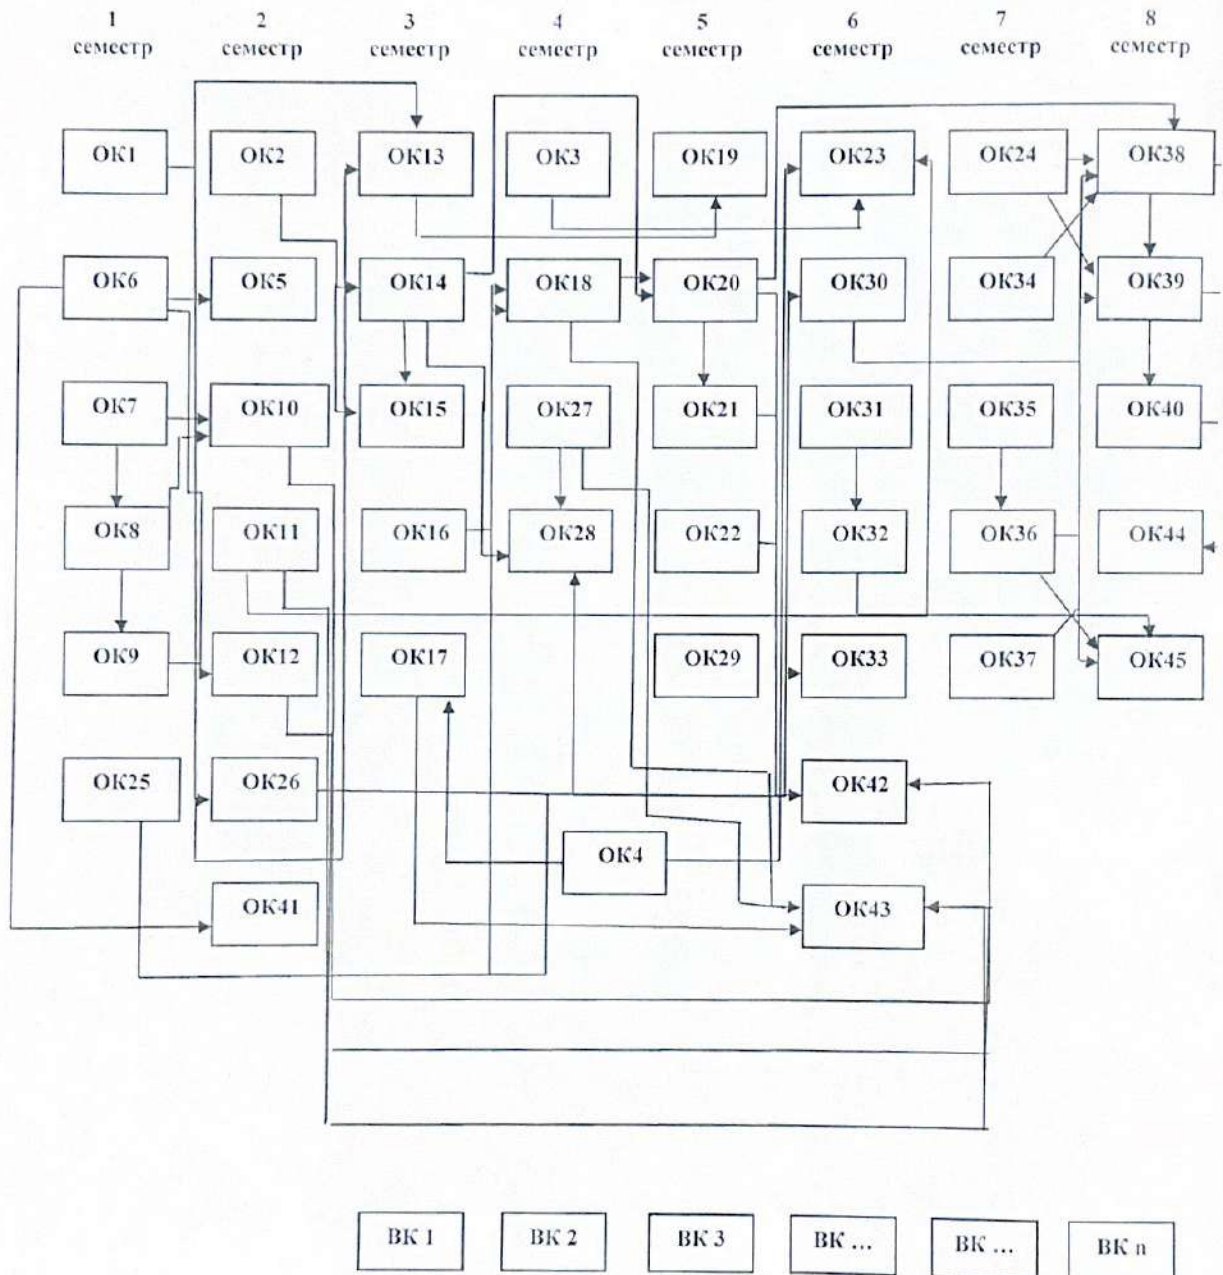 1 2 3 4 5 6 7 8
семестр семестр семестр семестр семестр семестр семестр семестр
ОК1 ОК2 ОК13 ОК3 ОК19 ОК23 ОК24 ОК38
ОК6 ОК5 ОК14 ОК18 ОК20 ОК30 ОК34 ОК39
ОК7 ОК10 ОК15 ОК27 ОК21 ОК31 ОК35 ОК40
ОК8 ОК11 ОК16 ОК28 ОК22 ОК32 ОК36 ОК44
ОК9 ОК12 ОК17 ОК29 ОК33 ОК37 ОК45
ОК25 ОК26 ОК42
ОК4
ОК41 ОК43
ВК 1 ВК 2 ВК 3 ВК ... ВК ... ВК n